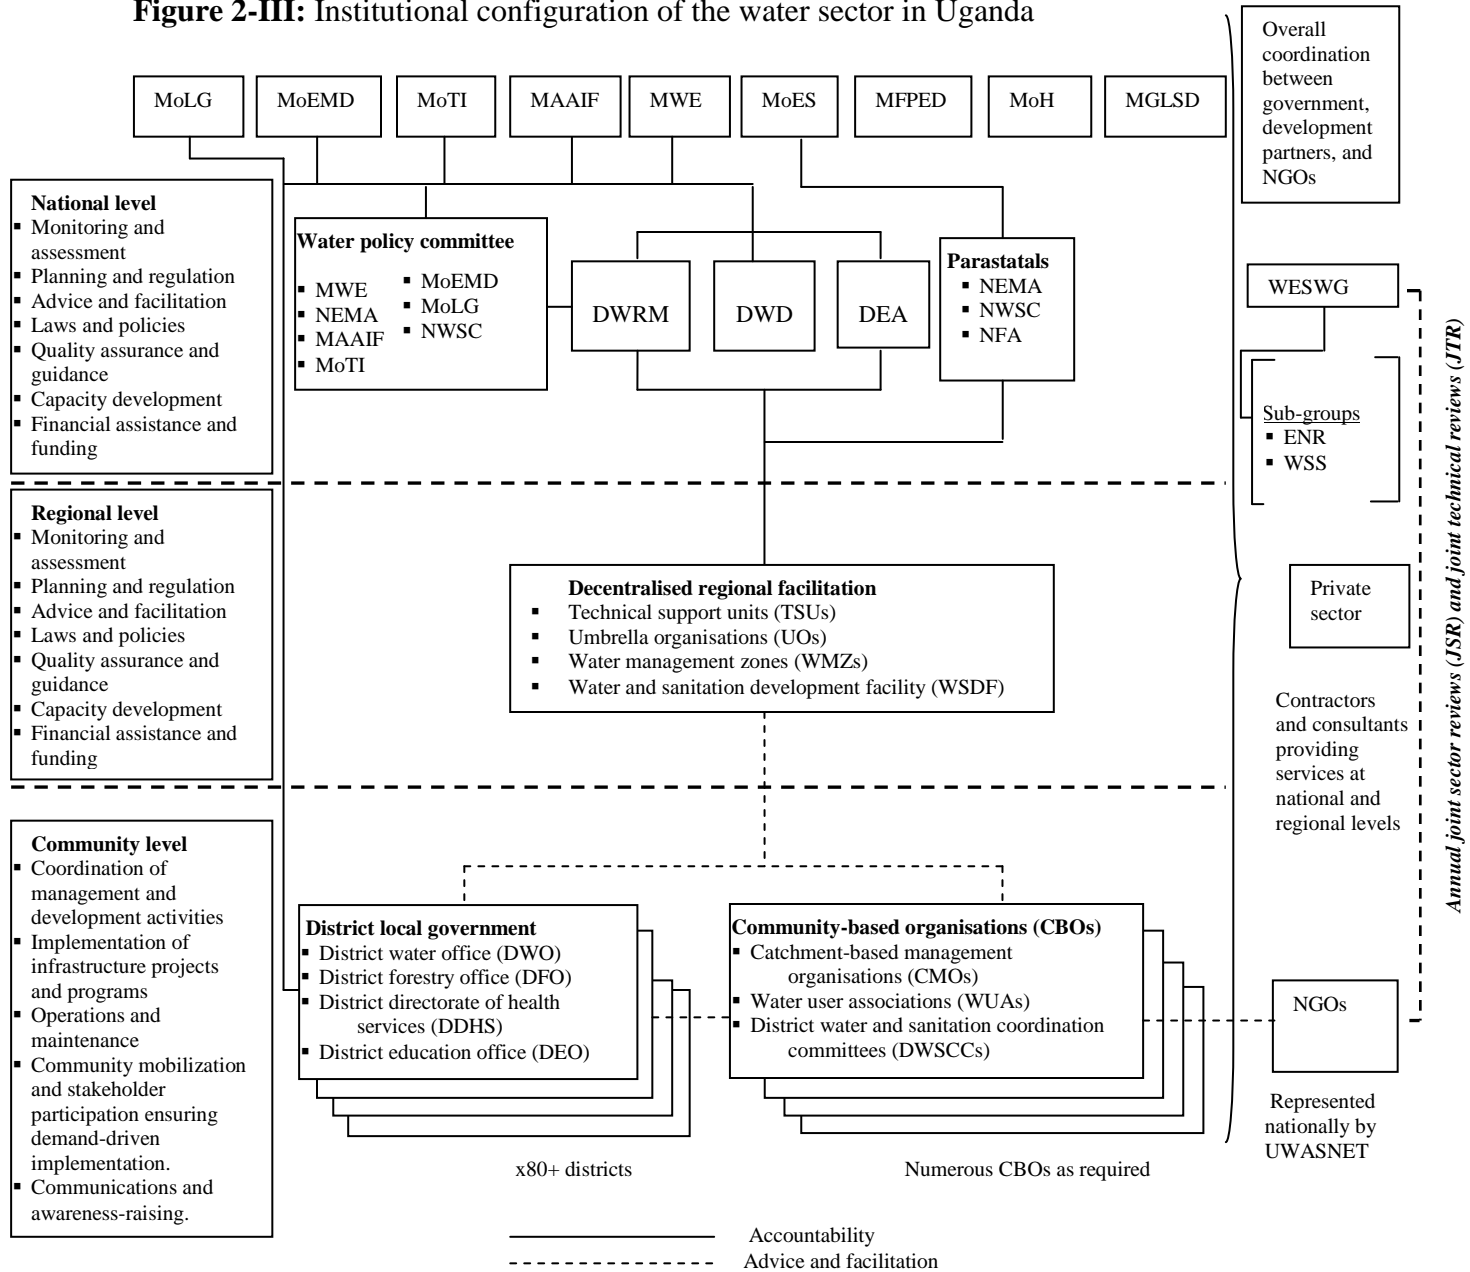 Figure 2-III: Institutional configuration of the water sector in Uganda
MoLG
MoEMD
MoTI
MAAIF
MWE
MoES
MFPED
MoH
MGLSD
Overall
coordination
between
government,
development
partners, and
NGOs
National level
▪ Monitoring and
assessment
▪ Planning and regulation
▪ Advice and facilitation
▪ Laws and policies
▪ Quality assurance and
guidance
▪ Capacity development
▪ Financial assistance and
funding
Water policy committee
▪ MWE
▪ NEMA
▪ MAAIF
▪ MoTI
▪ MoEMD
▪ MoLG
▪ NWSC
DWRM
DWD
DEA
Parastatals
▪ NEMA
▪ NWSC
▪ NFA
WESWG
Sub-groups
▪ ENR
▪ WSS
Annual joint sector reviews (JSR) and joint technical reviews (JTR)
Regional level
▪ Monitoring and
assessment
▪ Planning and regulation
▪ Advice and facilitation
▪ Laws and policies
▪ Quality assurance and
guidance
▪ Capacity development
▪ Financial assistance and
funding
Decentralised regional facilitation
▪ Technical support units (TSUs)
▪ Umbrella organisations (UOs)
▪ Water management zones (WMZs)
▪ Water and sanitation development facility (WSDF)
Private
sector
Contractors
and consultants
providing
services at
national and
regional levels
Community level
▪ Coordination of
management and
development activities
▪ Implementation of
infrastructure projects
and programs
▪ Operations and
maintenance
▪ Community mobilization
and stakeholder
participation ensuring
demand-driven
implementation.
▪ Communications and
awareness-raising.
District local government
▪ District water office (DWO)
▪ District forestry office (DFO)
▪ District directorate of health
services (DDHS)
▪ District education office (DEO)
x80+ districts
Community-based organisations (CBOs)
▪ Catchment-based management
organisations (CMOs)
▪ Water user associations (WUAs)
▪ District water and sanitation coordination
committees (DWSCCs)
Numerous CBOs as required
NGOs
Represented
nationally by
UWASNET
Accountability
Advice and facilitation